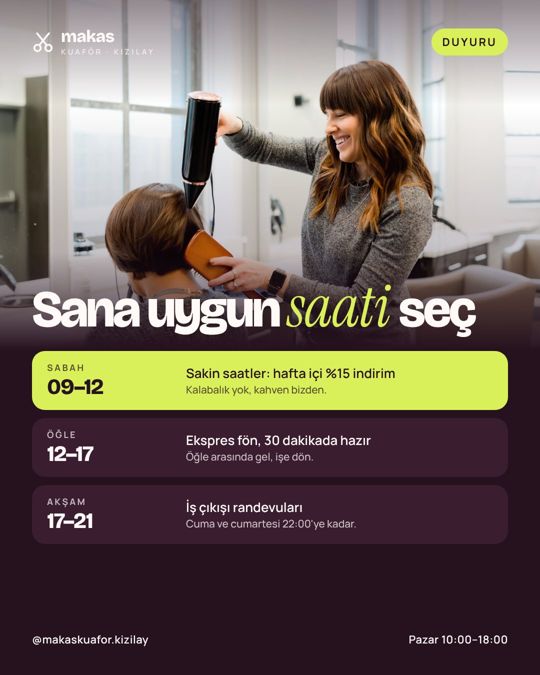 makas
KUAFÖR · KIZILAY
DUYURU
Sana uygun saati seç
SABAH
09–12
Sakin saatler: hafta içi %15 indirim
Kalabalık yok, kahven bizden.
ÖĞLE
12–17
Ekspres fön, 30 dakikada hazır
Öğle arasında gel, işe dön.
AKŞAM
17–21
İş çıkışı randevuları
Cuma ve cumartesi 22:00'ye kadar.
@makaskuafor.kizilay
Pazar 10:00–18:00